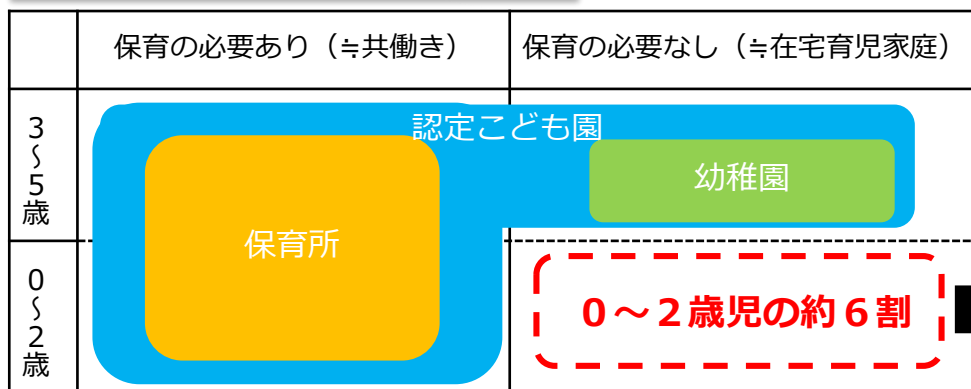 保育の必要あり（≒共働き）
保育の必要なし（≒在宅育児家庭）
3～5歳
認定こども園
幼稚園
保育所
0～2歳
０～２歳児の約６割